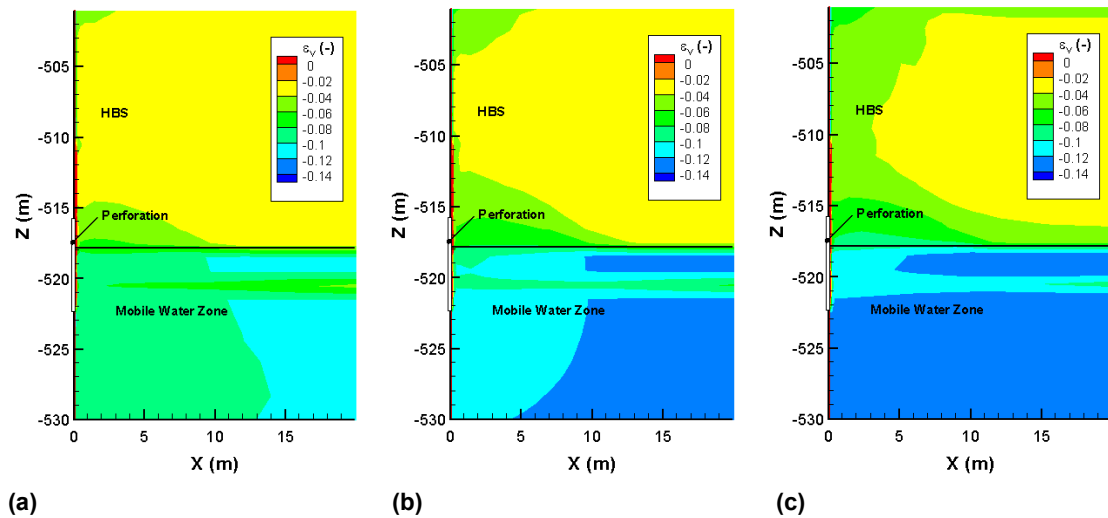 εV (-)
0
-0.02
-0.04
-0.06
-0.08
-0.1
-0.12
-0.14
HBS
Perforation
Mobile Water Zone
-505
-510
-515
-520
-525
-530
Z (m)
0
5
10
15
X (m)
(a)
εV (-)
0
-0.02
-0.04
-0.06
-0.08
-0.1
-0.12
-0.14
HBS
Perforation
Mobile Water Zone
-505
-510
-515
-520
-525
-530
Z (m)
0
5
10
15
X (m)
(b)
εV (-)
0
-0.02
-0.04
-0.06
-0.08
-0.1
-0.12
-0.14
HBS
Perforation
Mobile Water Zone
-505
-510
-515
-520
-525
-530
Z (m)
0
5
10
15
X (m)
(c)